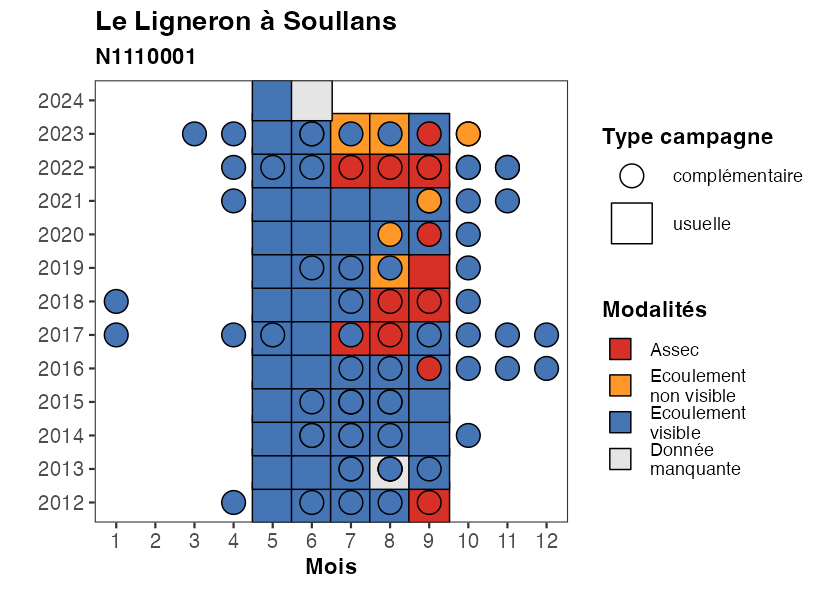 Le Ligneron à Soullans
N1110001
2024
2023
2022
2021
2020
2019
2018
2017
2016
2015
2014
2013
2012
1 2 3 4 5 6 7 8 9 10 11 12
Mois
Type campagne
complémentaire
usuelle
Modalités
Assec
Ecoulement
non visible
Ecoulement
visible
Donnée
manquante